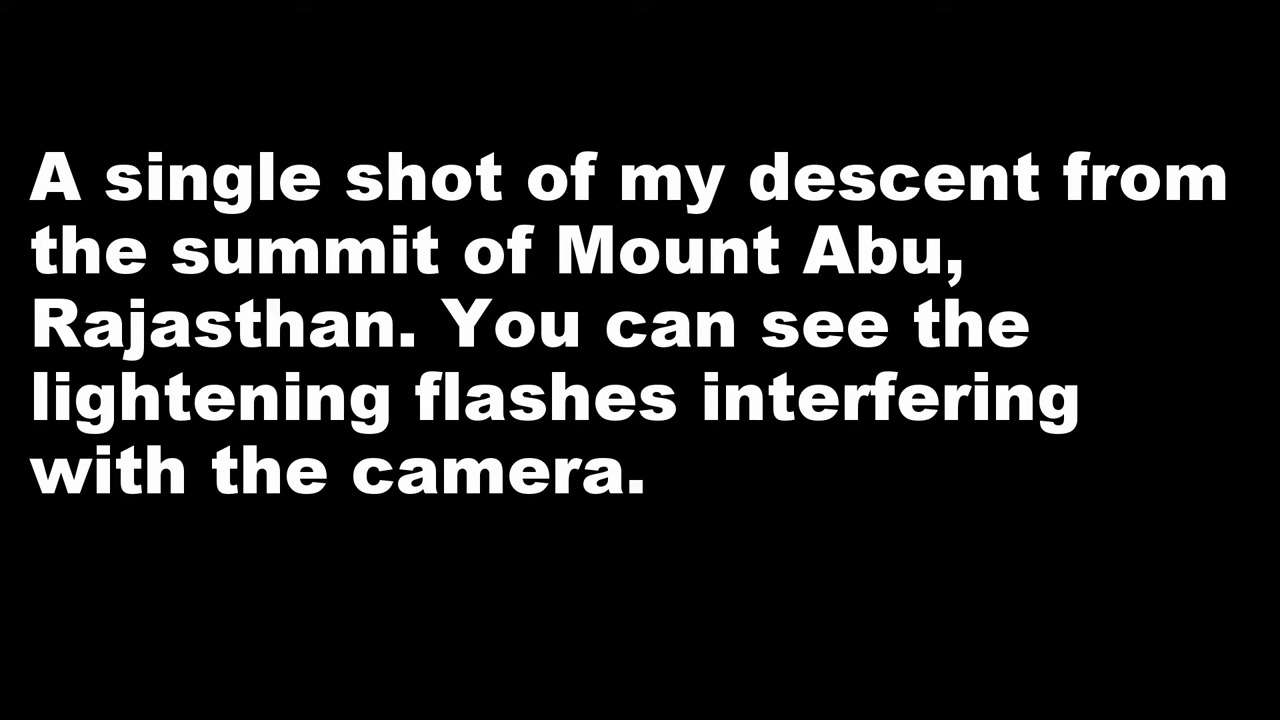 A single shot of my descent from
the summit of Mount Abu,
Rajasthan. You can see the
lightening flashes interfering
with the camera.